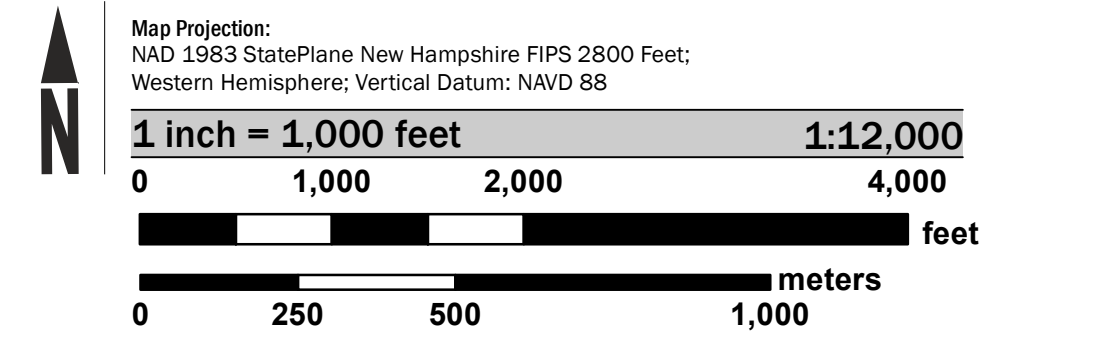 N
Map Projection:
NAD 1983 StatePlane New Hampshire FIPS 2800 Feet;
Western Hemisphere; Vertical Datum: NAVD 88
1 inch = 1,000 feet 1:12,000
0 1,000 2,000 4,000
feet
meters
0 250 500 1,000